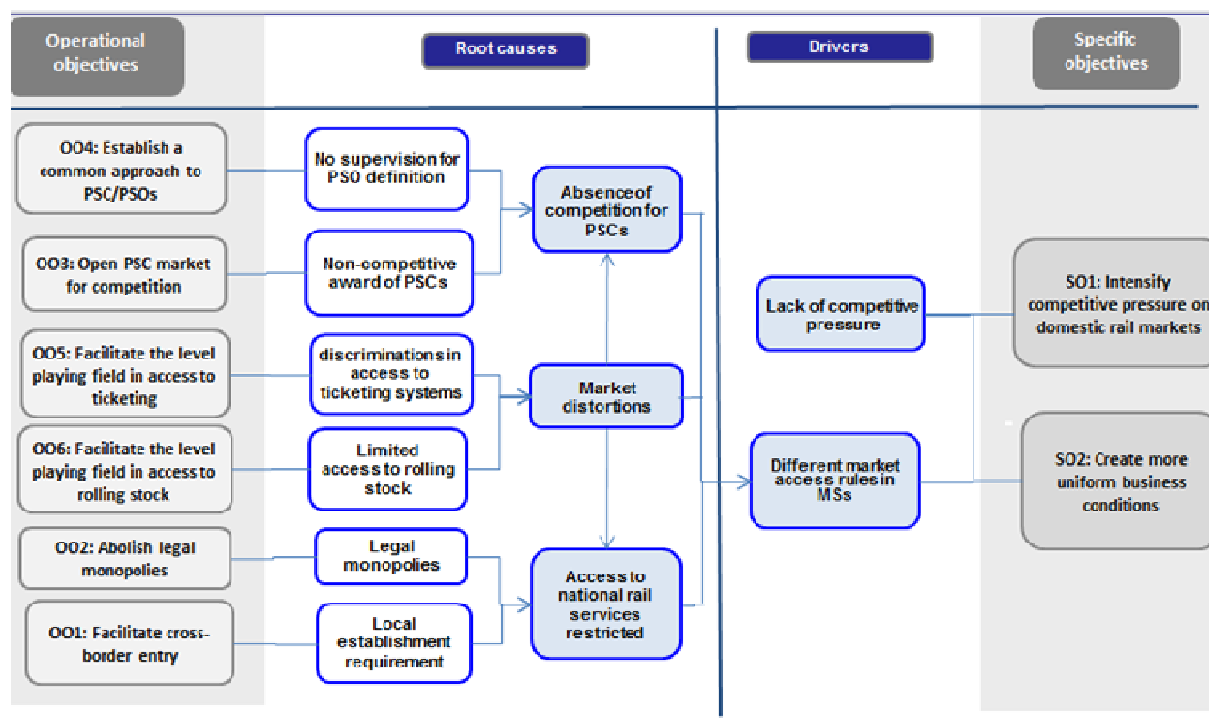 Operational
objectives
Root causes
Drivers
Specific
objectives
OO4: Establish a
common approach to
PSC/PSOs
No supervision for
PSO definition
Absence of
competition for
PSCs
OO3: Open PSC market
for competition
Non-competitive
award of PSCs
Lack of competitive
pressure
SO1: Intensify
competitive pressure on
domestic rail markets
OO5: Facilitate the level
playing field in access to
ticketing
discriminations in
access to
ticketing systems
Market
distortions
OO6: Facilitate the level
playing field in access to
rolling stock
Limited
access to rolling
stock
Different market
access rules in
MSs
SO2: Create more
uniform business
conditions
OO2: Abolish legal
monopolies
Legal
monopolies
Access to
national rail
services
restricted
OO1: Facilitate cross-
border entry
Local
establishment
requirement